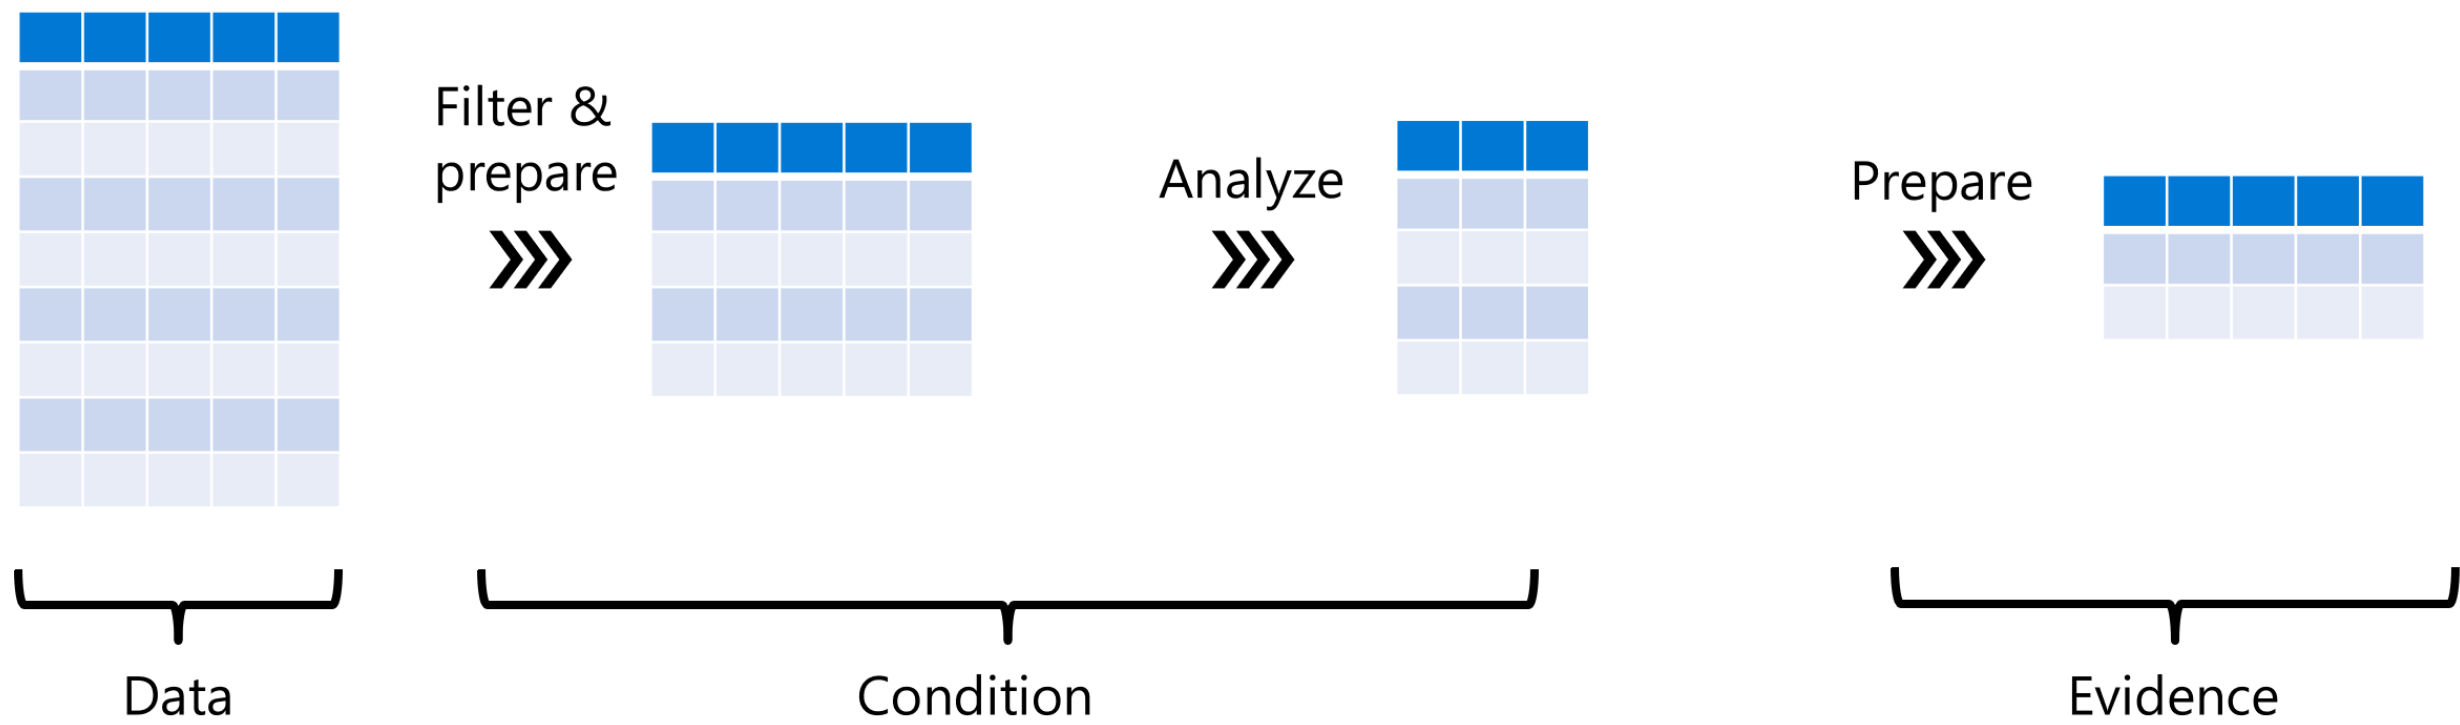 Filter &
prepare
Analyze
Prepare
Data
Condition
Evidence